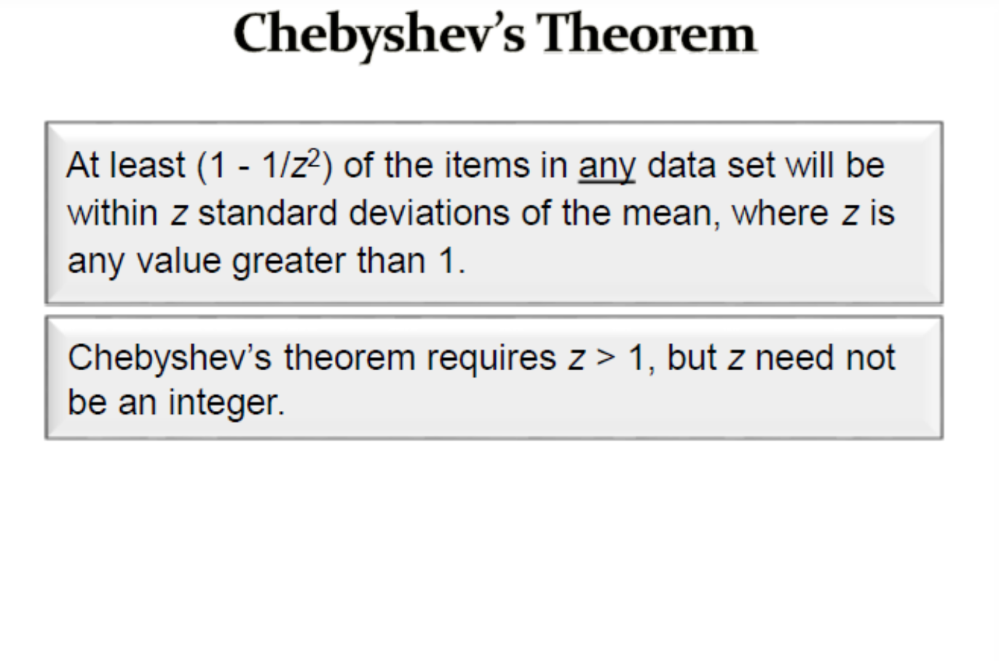 Chebyshev’s Theorem
At least (1 - 1/z²) of the items in any data set will be
within z standard deviations of the mean, where z is
any value greater than 1.
Chebyshev’s theorem requires z > 1, but z need not
be an integer.